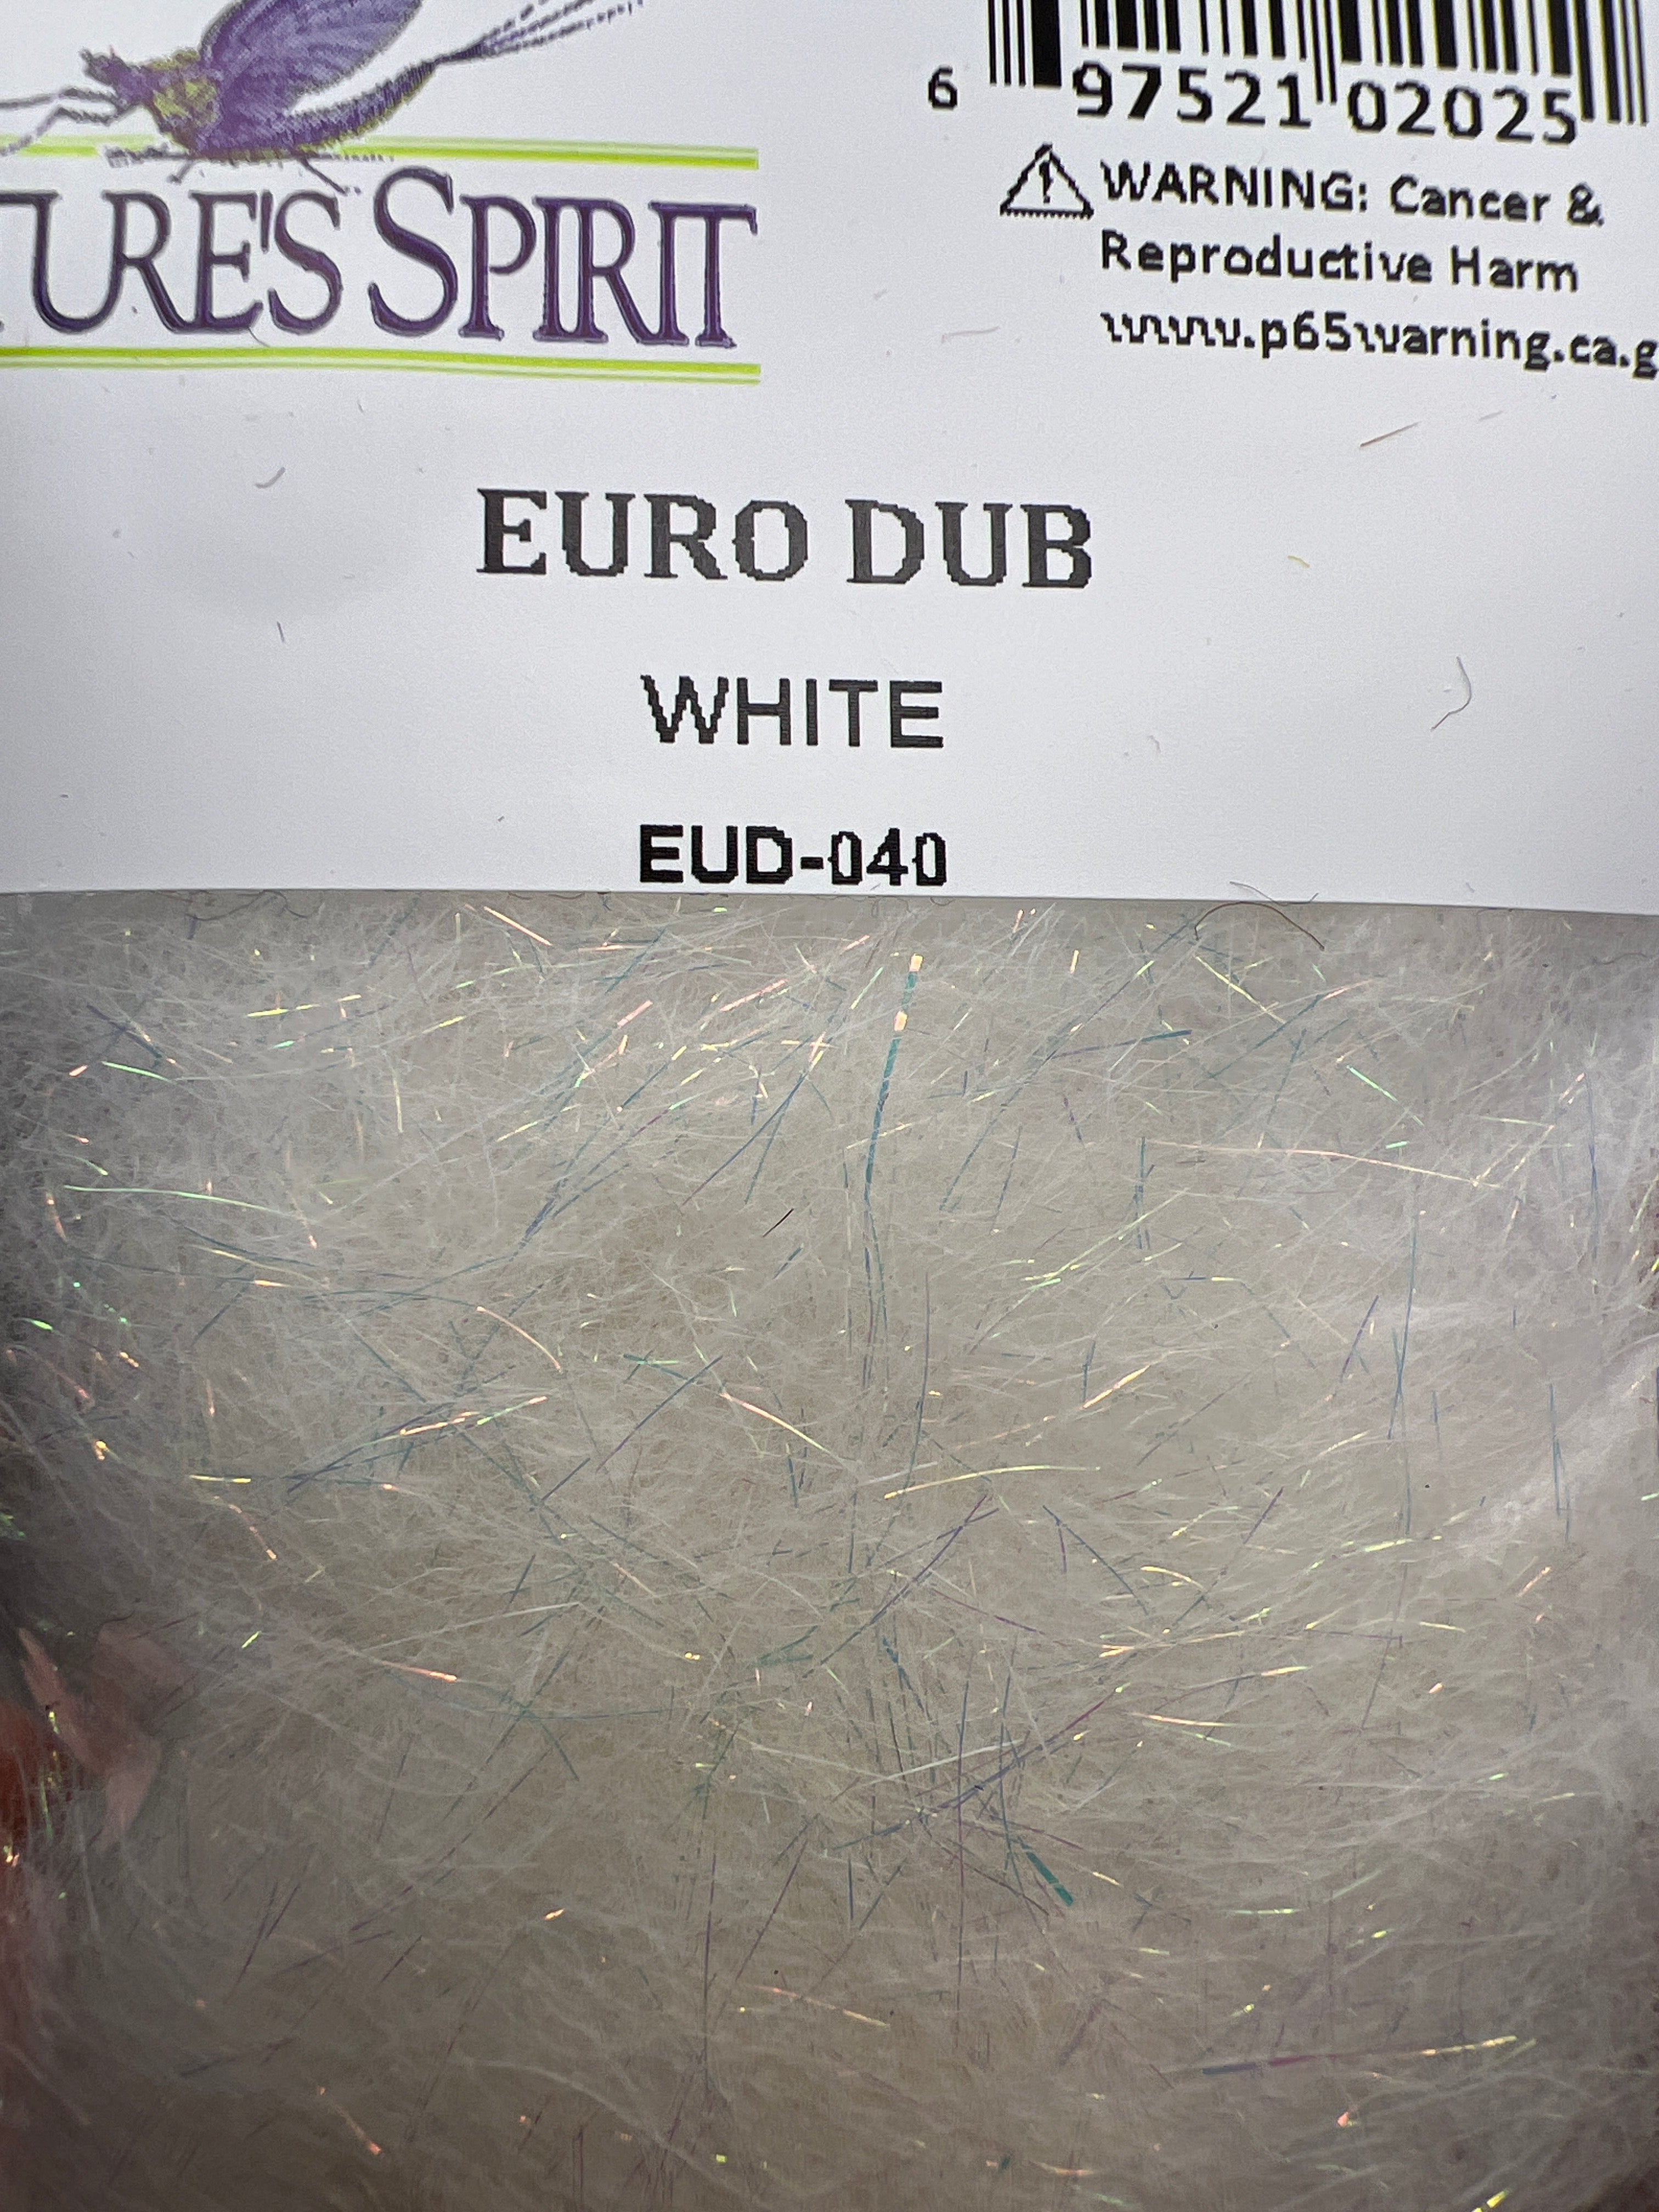 6 97521 02025
WARNING: Cancer &
Reproductive Harm
www.p65warning.ca.g
TURE'S SPIRIT
EURO DUB
WHITE
EUD-040